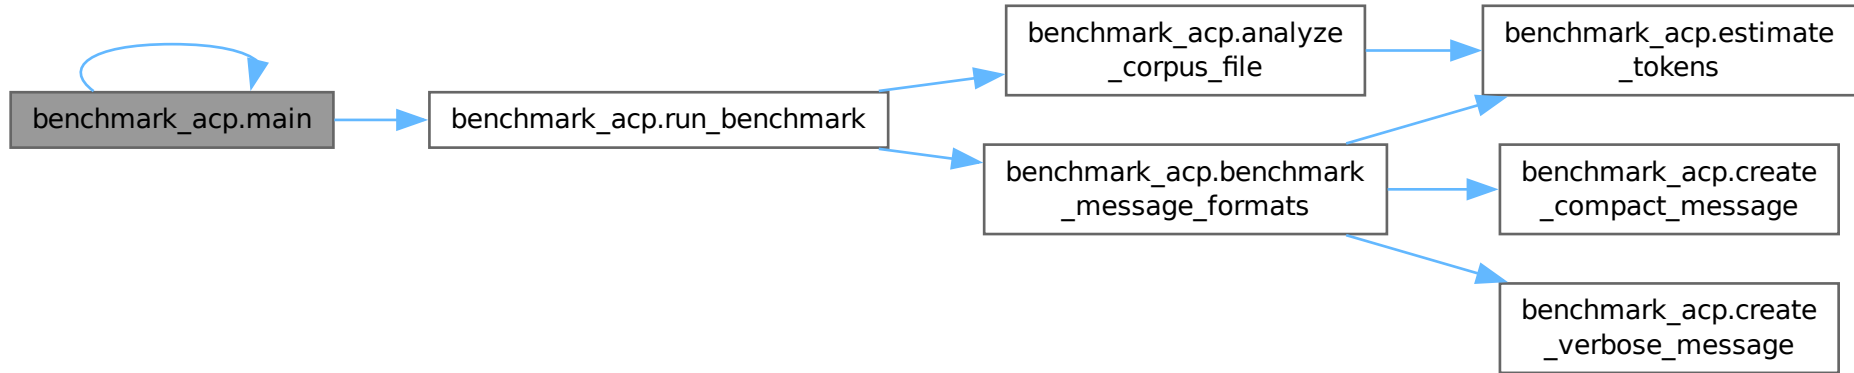 benchmark_acp.main
benchmark_acp.run_benchmark
benchmark_acp.analyze
_corpus_file
benchmark_acp.estimate
_tokens
benchmark_acp.benchmark
_message_formats
benchmark_acp.create
_compact_message
benchmark_acp.create
_verbose_message